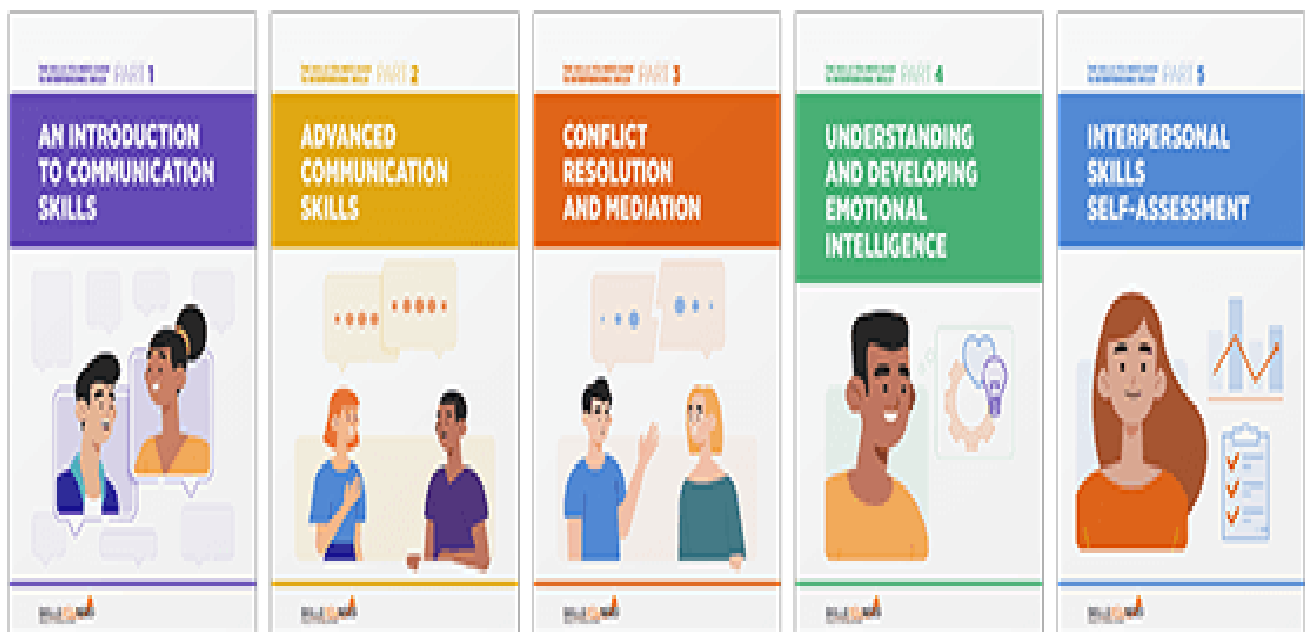 PART 1
AN INTRODUCTION
TO COMMUNICATION
SKILLS
PART 2
ADVANCED
COMMUNICATION
SKILLS
PART 3
CONFLICT
RESOLUTION
AND MEDIATION
PART 4
UNDERSTANDING
AND DEVELOPING
EMOTIONAL
INTELLIGENCE
PART 5
INTERPERSONAL
SKILLS
SELF-ASSESSMENT